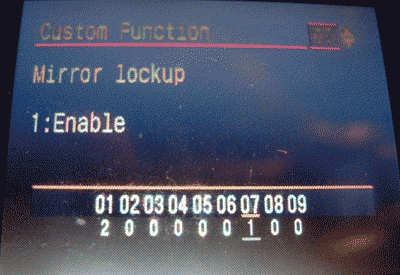 Custom Function
Mirror lockup
1:Enable
01 02 03 04 05 06 07 08 09
2 0 0 0 0 0 1 0 0